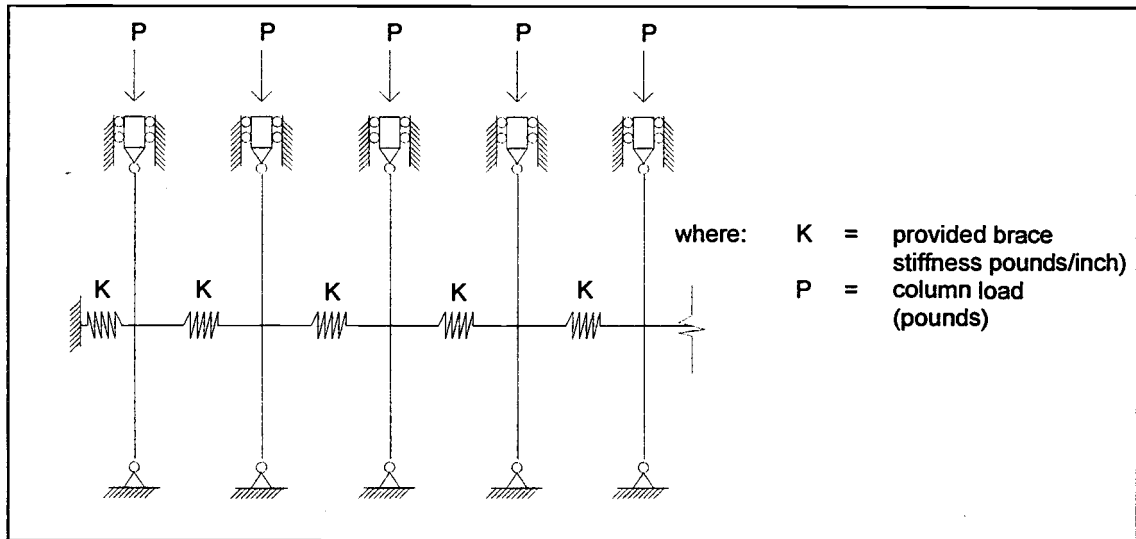 P P P P P
K K K K K
where: K = provided brace
stiffness pounds/inch)
P = column load
(pounds)